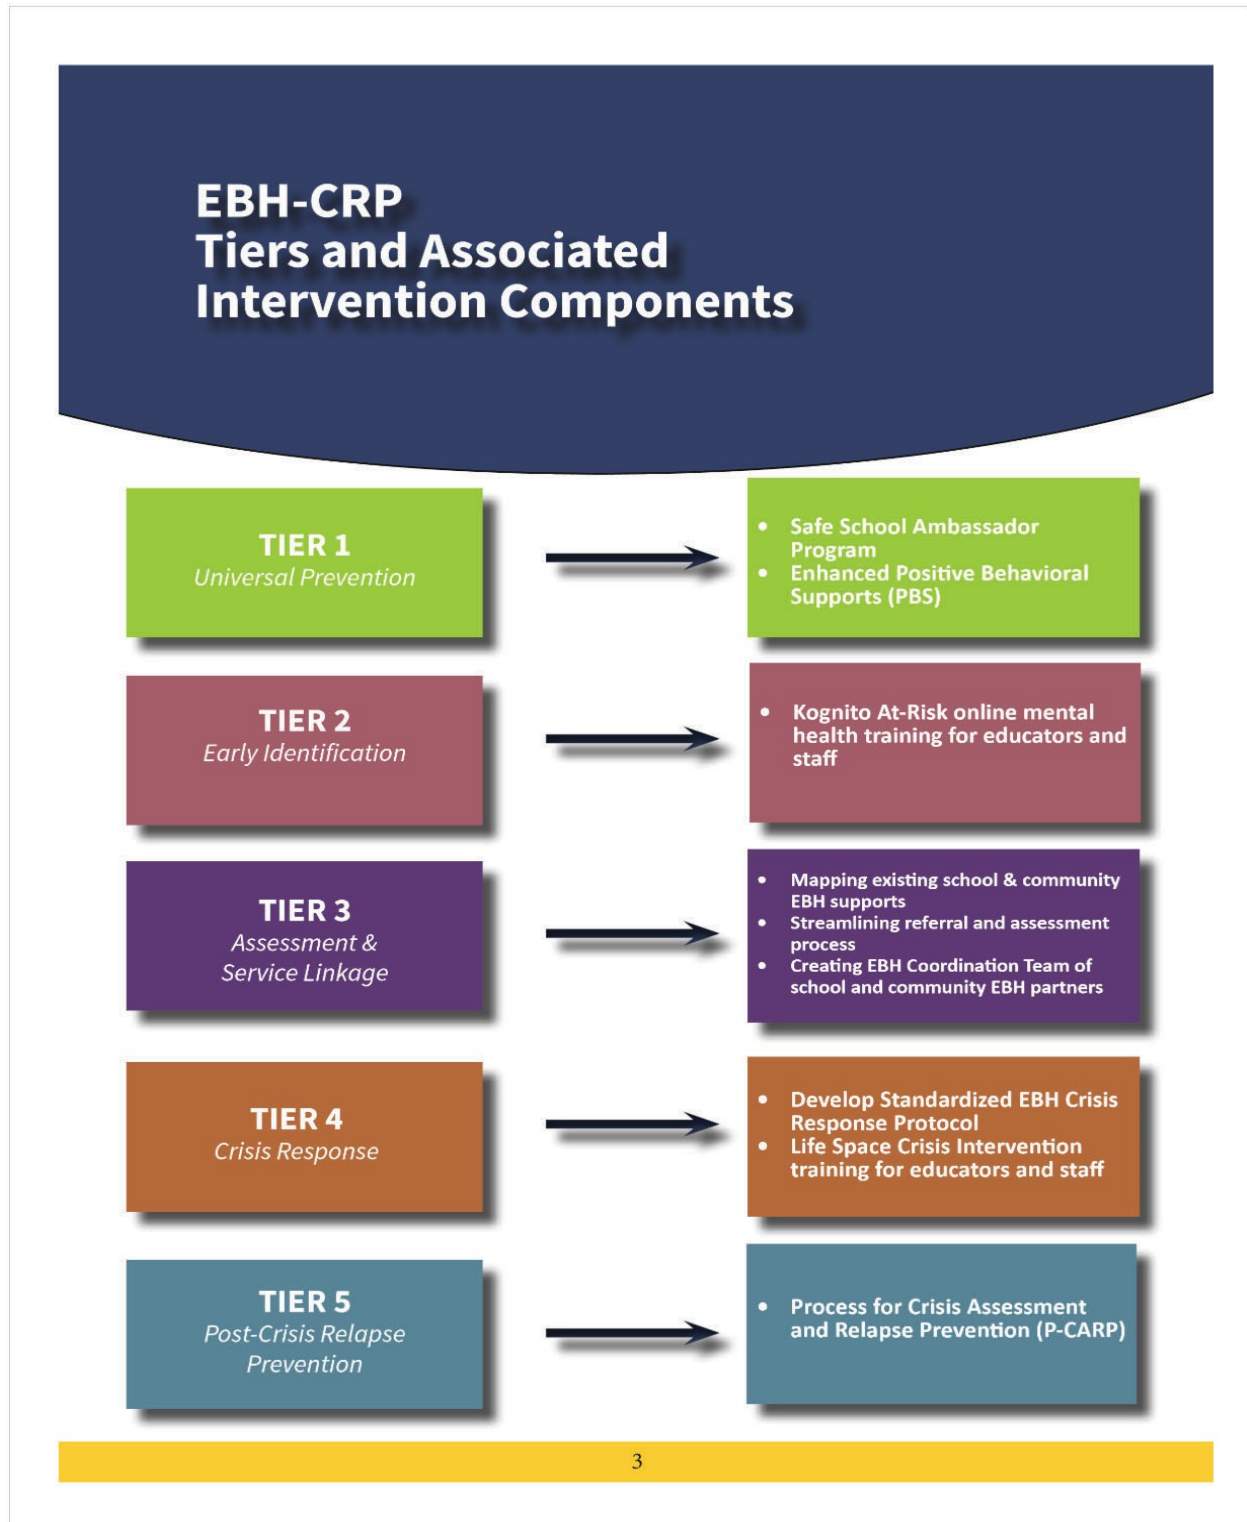 EBH-CRP
Tiers and Associated
Intervention Components
TIER 1
Universal Prevention
• Safe School Ambassador
Program
• Enhanced Positive Behavioral
Supports (PBS)
TIER 2
Early Identification
• Kognito At-Risk online mental
health training for educators and
staff
TIER 3
Assessment &
Service Linkage
• Mapping existing school & community
EBH supports
• Streamlining referral and assessment
process
• Creating EBH Coordination Team of
school and community EBH partners
TIER 4
Crisis Response
• Develop Standardized EBH Crisis
Response Protocol
• Life Space Crisis Intervention
training for educators and staff
TIER 5
Post-Crisis Relapse
Prevention
• Process for Crisis Assessment
and Relapse Prevention (P-CARP)
3